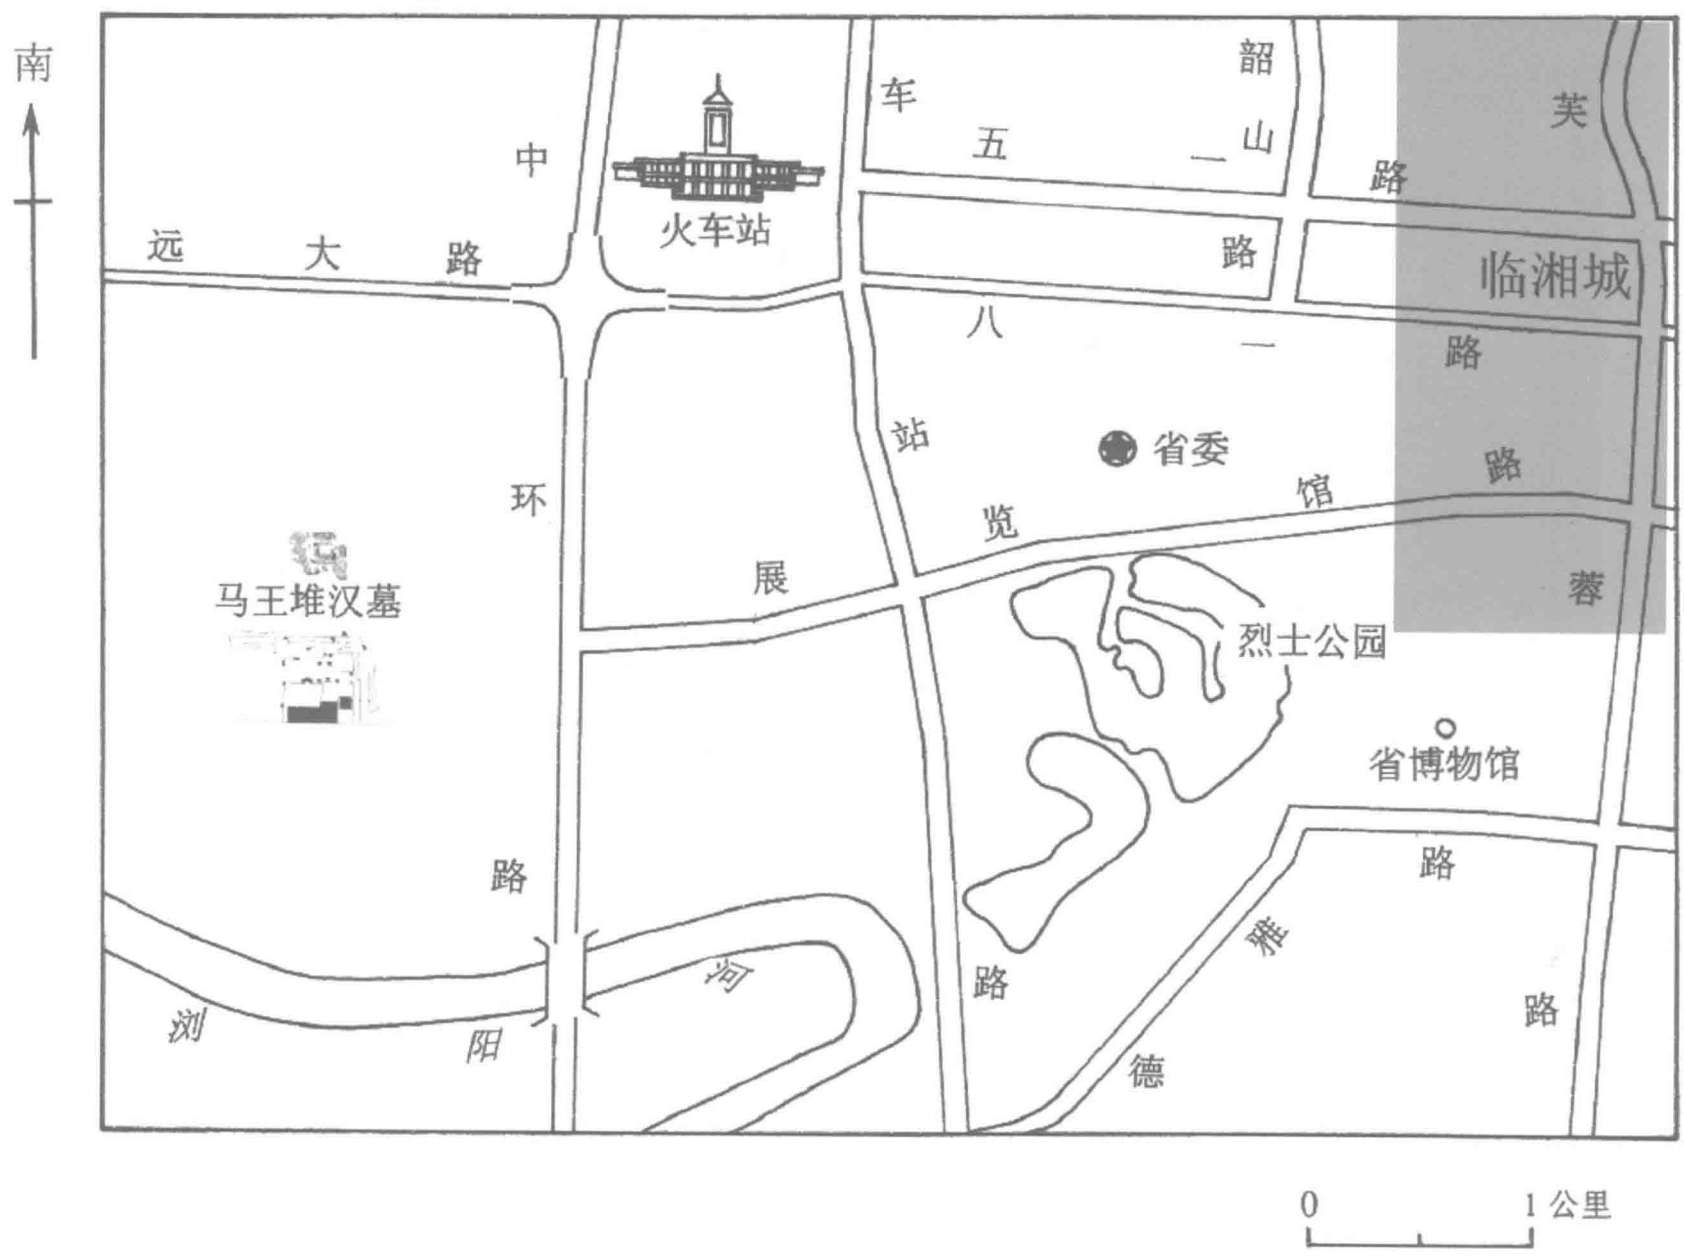 南
中环路
远大路
火车站
车站路
五一路
韶山路
芙蓉路
临湘城
八一路
省委
展览馆路
马王堆汉墓
烈士公园
省博物馆
德雅路
浏阳河
0 1 公里